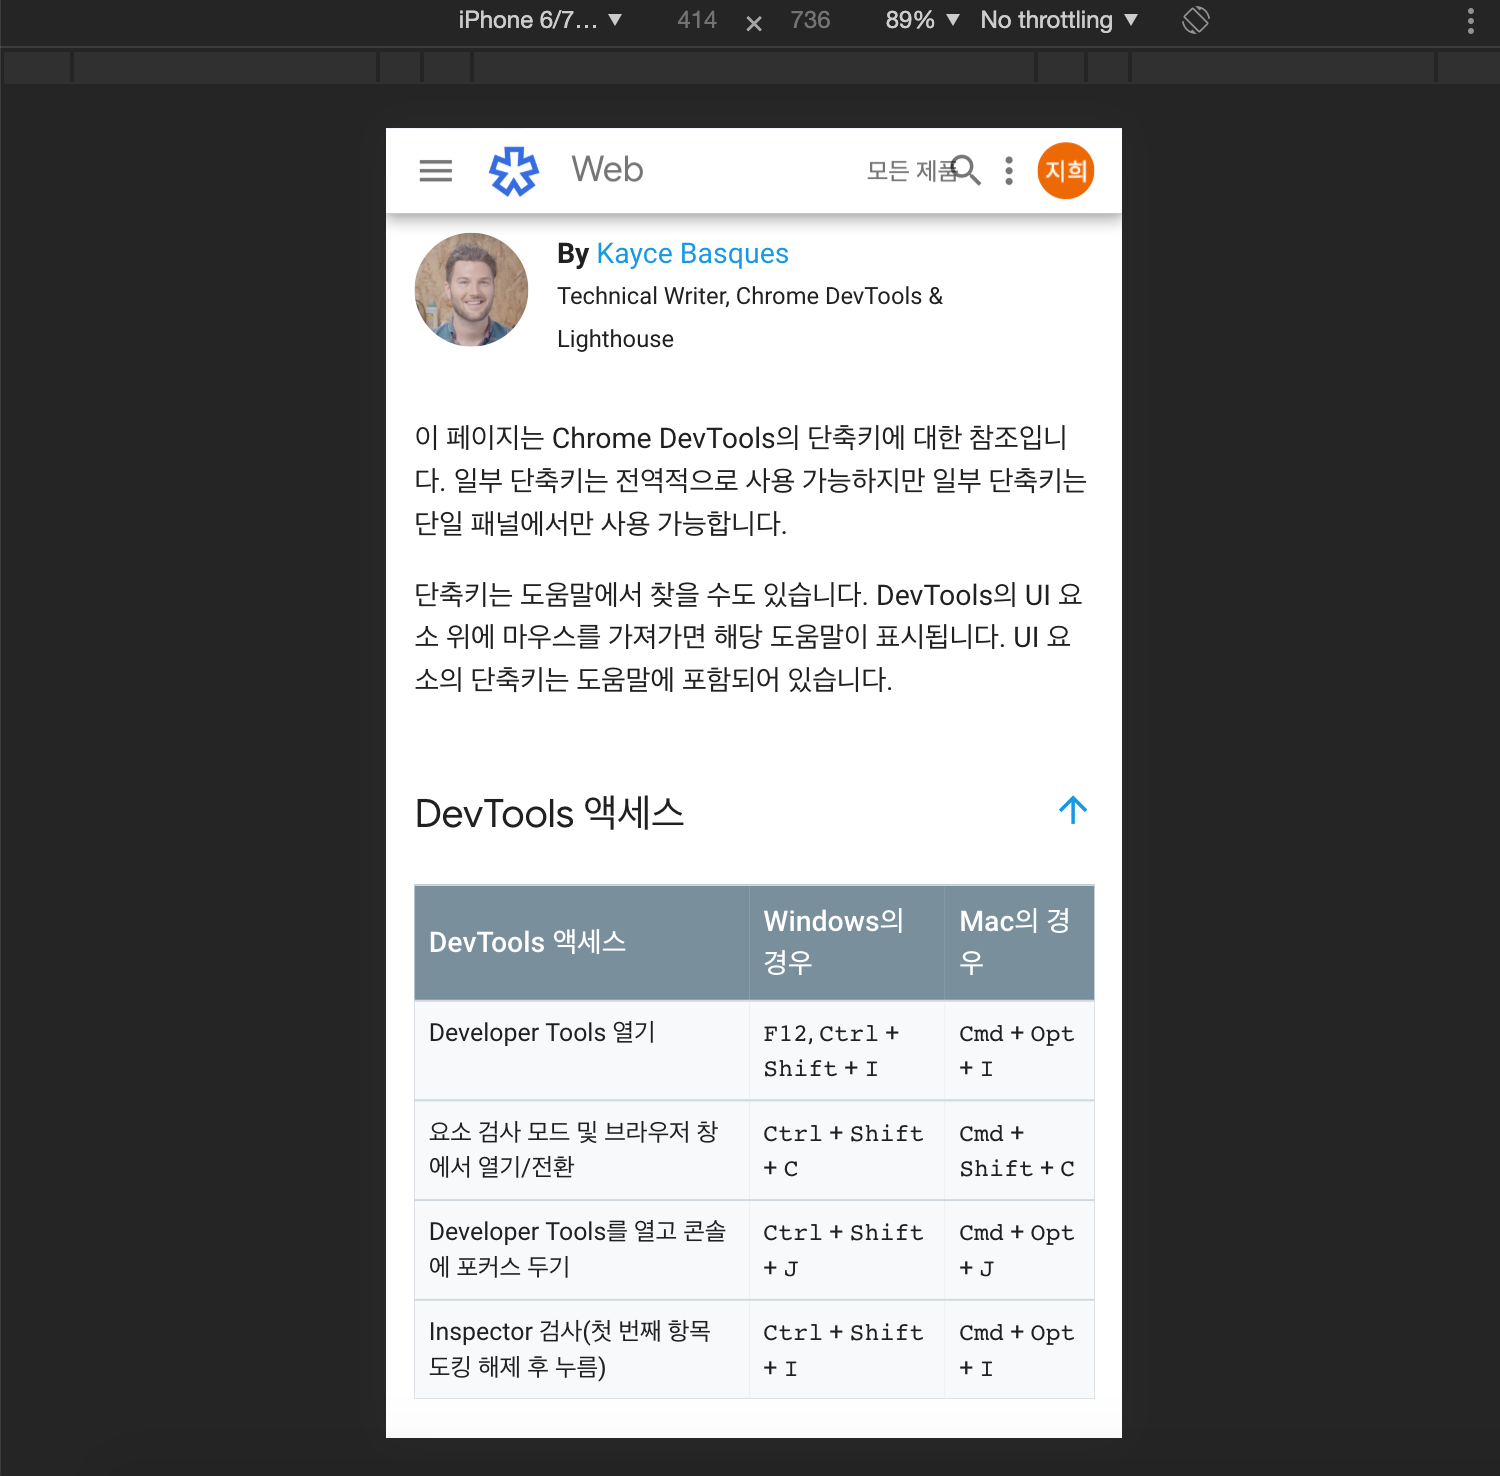 iPhone 6/7... 414 × 736 89% No throttling
Web 모든 제품 지희
By Kayce Basques
Technical Writer, Chrome DevTools &
Lighthouse
이 페이지는 Chrome DevTools의 단축키에 대한 참조입니
다. 일부 단축키는 전역적으로 사용 가능하지만 일부 단축키는
단일 패널에서만 사용 가능합니다.
단축키는 도움말에서 찾을 수도 있습니다. DevTools의 UI 요
소 위에 마우스를 가져가면 해당 도움말이 표시됩니다. UI 요
소의 단축키는 도움말에 포함되어 있습니다.
DevTools 액세스
DevTools 액세스
Windows의
경우
Mac의 경
우
Developer Tools 열기
F12, Ctrl +
Shift + I
Cmd + Opt
+ I
요소 검사 모드 및 브라우저 창
에서 열기/전환
Ctrl + Shift
+ C
Cmd +
Shift + C
Developer Tools를 열고 콘솔
에 포커스 두기
Ctrl + Shift
+ J
Cmd + Opt
+ J
Inspector 검사(첫 번째 항목
도킹 해제 후 누름)
Ctrl + Shift
+ I
Cmd + Opt
+ I